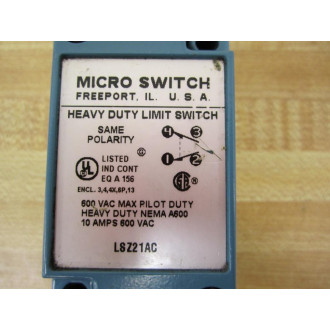 MICRO SWITCH
FREEPORT, IL. U.S.A.
HEAVY DUTY LIMIT SWITCH
SAME
POLARITY
4 3
1 2
UL
LISTED
IND CONT
EQ A 156
ENCL. 3,4,4X,6P,13
600 VAC MAX PILOT DUTY
HEAVY DUTY NEMA A600
10 AMPS 600 VAC
LSZ21AC